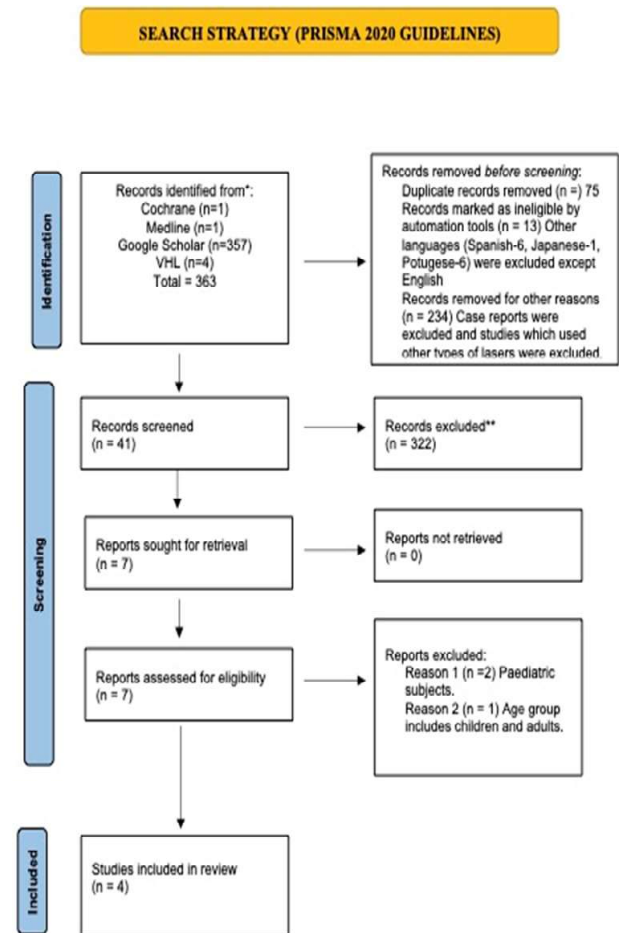 SEARCH STRATEGY (PRISMA 2020 GUIDELINES)
Identification
Records identified from*:
Cochrane (n=1)
Medline (n=1)
Google Scholar (n=357)
VHL (n=4)
Total = 363
Records removed before screening:
Duplicate records removed (n =) 75
Records marked as ineligible by
automation tools (n = 13) Other
languages (Spanish-6, Japanese-1,
Potugese-6) were excluded except
English
Records removed for other reasons
(n = 234) Case reports were
excluded and studies which used
other types of lasers were excluded.
Screening
Records screened
(n = 41)
Records excluded**
(n = 322)
Reports sought for retrieval
(n = 7)
Reports not retrieved
(n = 0)
Reports assessed for eligibility
(n = 7)
Reports excluded:
Reason 1 (n =2) Paediatric
subjects.
Reason 2 (n = 1) Age group
includes children and adults.
Included
Studies included in review
(n = 4)